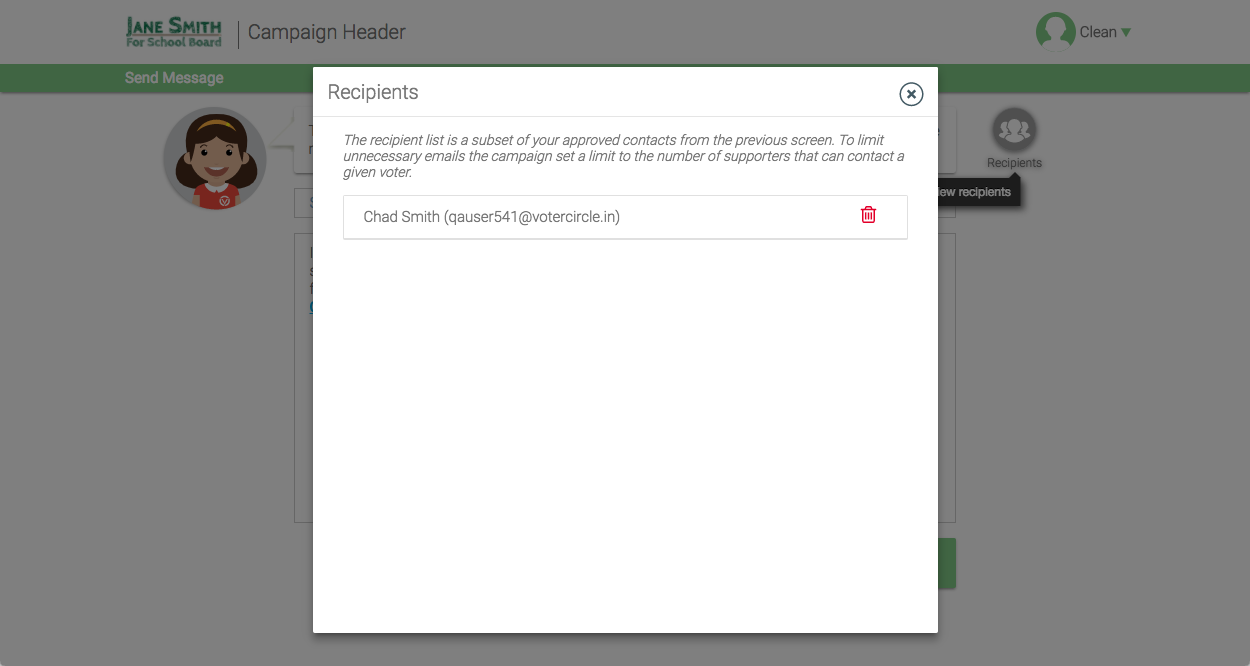 JANE SMITH
For School Board
Campaign Header
Clean
Send Message
Recipients
The recipient list is a subset of your approved contacts from the previous screen. To limit
unnecessary emails the campaign set a limit to the number of supporters that can contact a
given voter.
Chad Smith (qauser541@votercircle.in)
Recipients
recipients